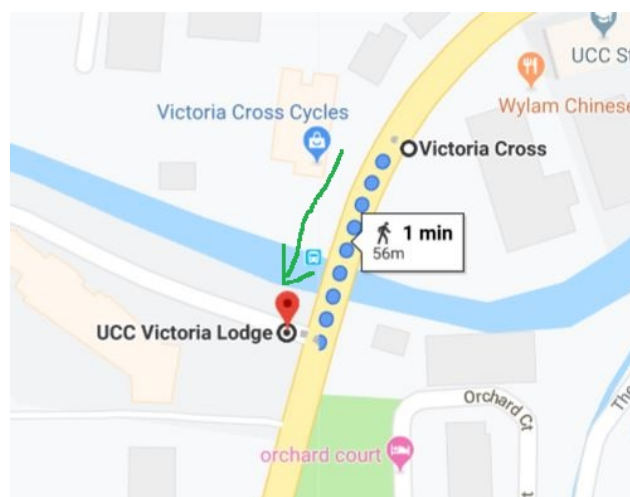 UCC St
Wylam Chinese
Victoria Cross Cycles
Victoria Cross
1 min
56m
UCC Victoria Lodge
Orchard Ct
The
orchard court